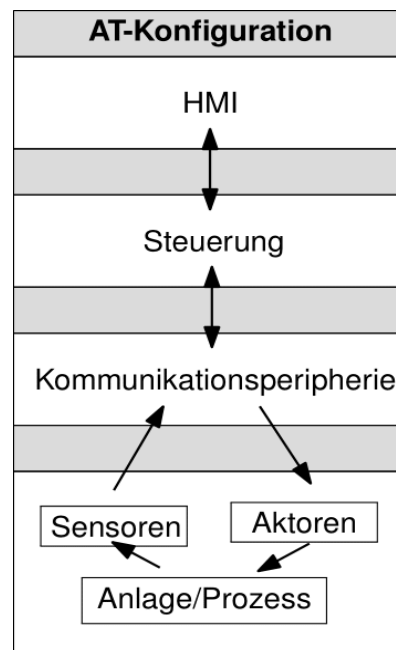 AT-Konfiguration
HMI
Steuerung
Kommunikationsperipherie
Sensoren
Aktoren
Anlage/Prozess